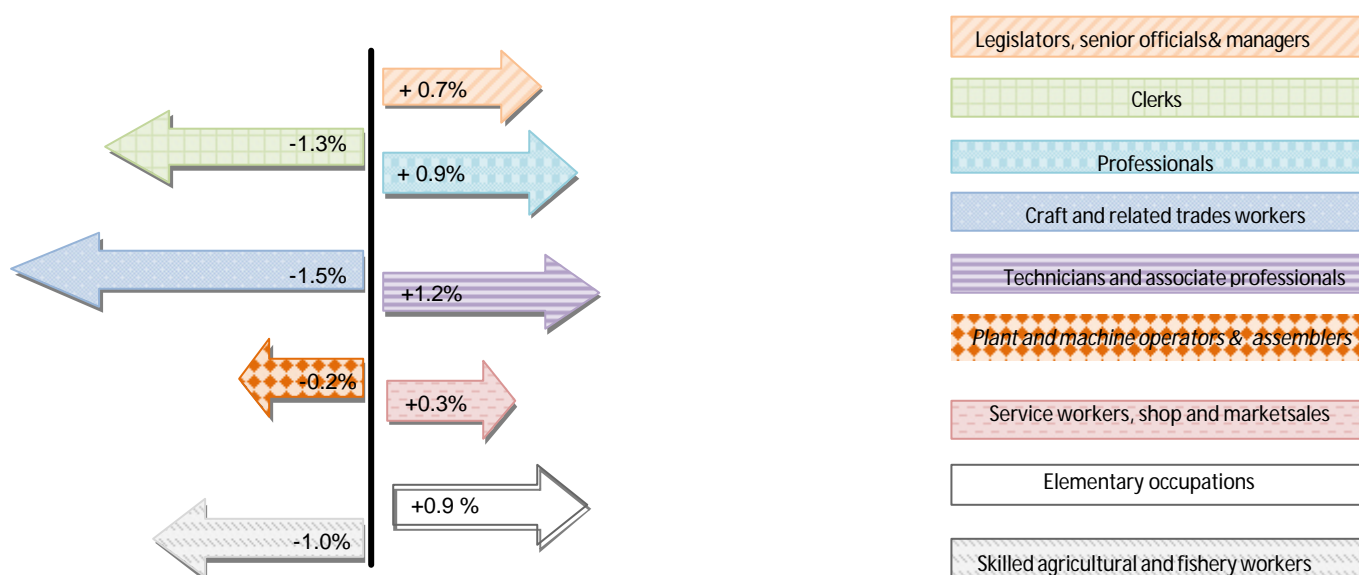 + 0.7%
-1.3%
+ 0.9%
-1.5%
+1.2%
-0.2%
+0.3%
+0.9 %
-1.0%
Legislators, senior officials& managers
Clerks
Professionals
Craft and related trades workers
Technicians and associate professionals
Plant and machine operators & assemblers
Service workers, shop and marketsales
Elementary occupations
Skilled agricultural and fishery workers